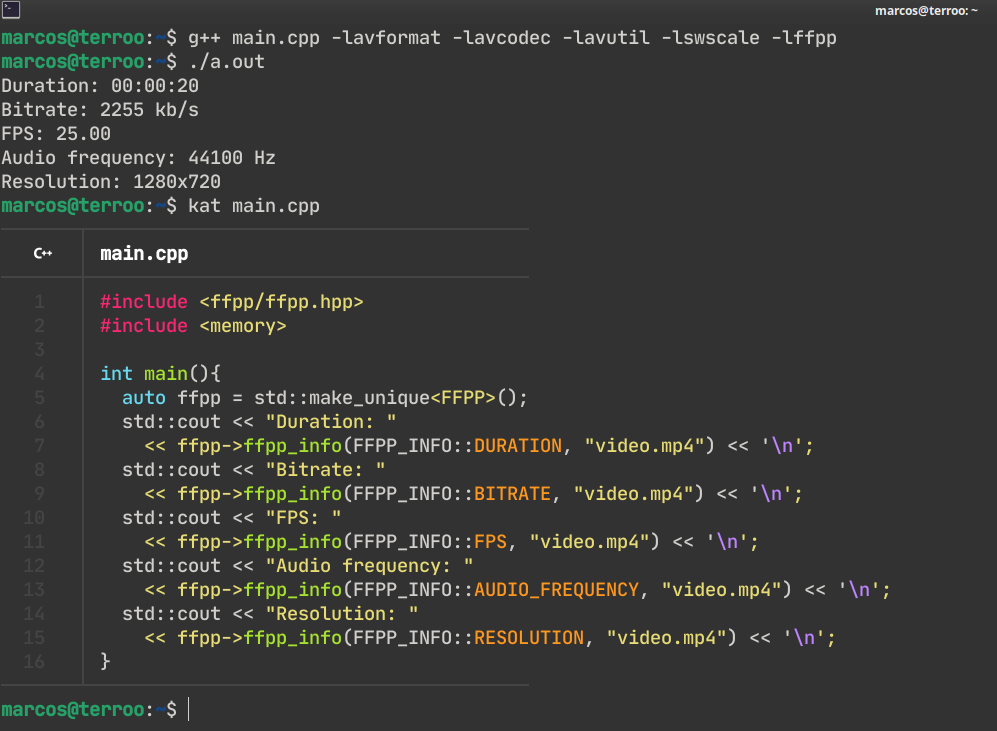 marcos@terroo: ~
marcos@terroo:~$ g++ main.cpp -lavformat -lavcodec -lavutil -lswscale -lffpp
marcos@terroo:~$ ./a.out
Duration: 00:00:20
Bitrate: 2255 kb/s
FPS: 25.00
Audio frequency: 44100 Hz
Resolution: 1280x720
marcos@terroo:~$ kat main.cpp
C++ main.cpp
1 #include <ffpp/ffpp.hpp>
2 #include <memory>
3
4 int main(){
5   auto ffpp = std::make_unique<FFPP>();
6   std::cout << "Duration: "
7     << ffpp->ffpp_info(FFPP_INFO::DURATION, "video.mp4") << '\n';
8   std::cout << "Bitrate: "
9     << ffpp->ffpp_info(FFPP_INFO::BITRATE, "video.mp4") << '\n';
10   std::cout << "FPS: "
11     << ffpp->ffpp_info(FFPP_INFO::FPS, "video.mp4") << '\n';
12   std::cout << "Audio frequency: "
13     << ffpp->ffpp_info(FFPP_INFO::AUDIO_FREQUENCY, "video.mp4") << '\n';
14   std::cout << "Resolution: "
15     << ffpp->ffpp_info(FFPP_INFO::RESOLUTION, "video.mp4") << '\n';
16 }
marcos@terroo:~$